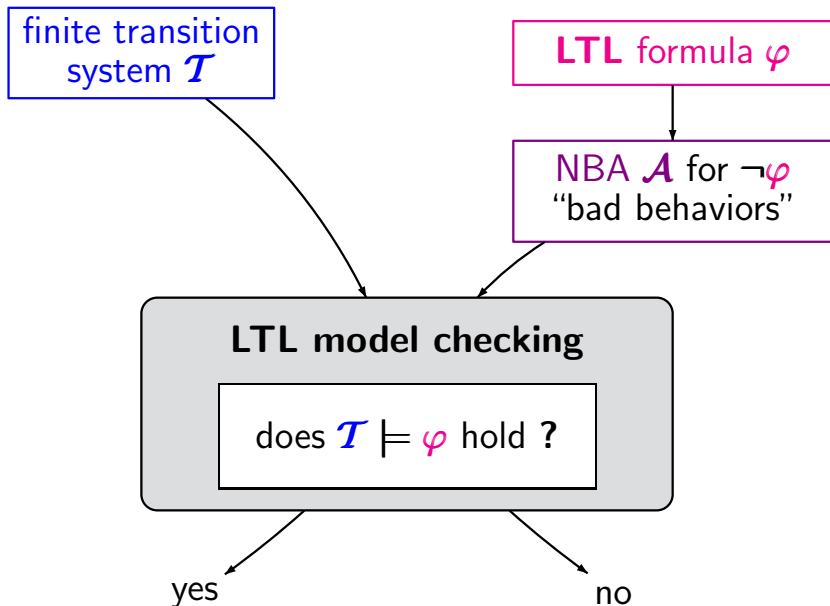 finite transition
system 𝓣
LTL formula φ
NBA 𝓐 for ¬φ
“bad behaviors”
LTL model checking
does 𝓣 ⊨ φ hold ?
yes
no